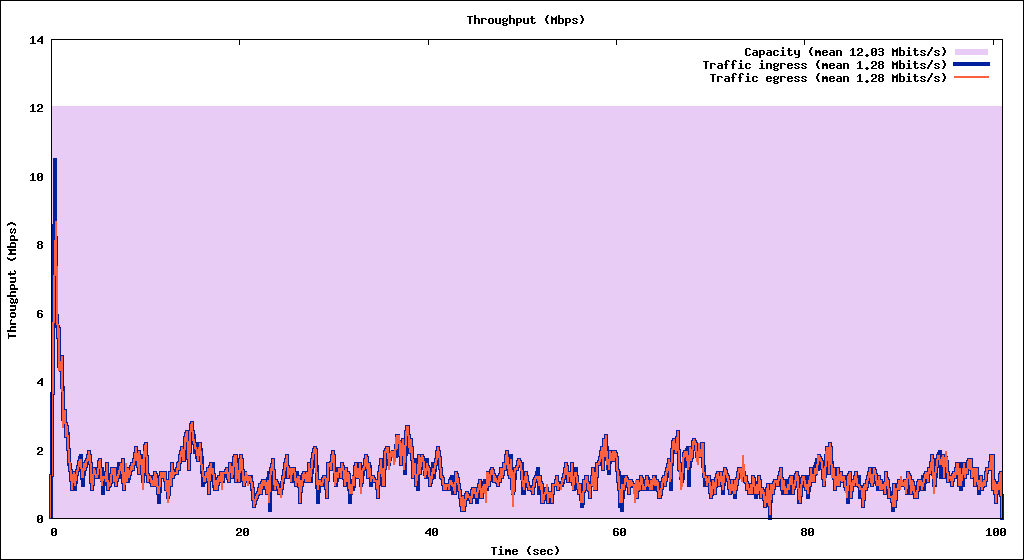 Throughput (Mbps)
Capacity (mean 12.03 Mbits/s)
Traffic ingress (mean 1.28 Mbits/s)
Traffic egress (mean 1.28 Mbits/s)
Throughput (Mbps)
14
12
10
8
6
4
2
0
0 20 40 60 80 100
Time (sec)